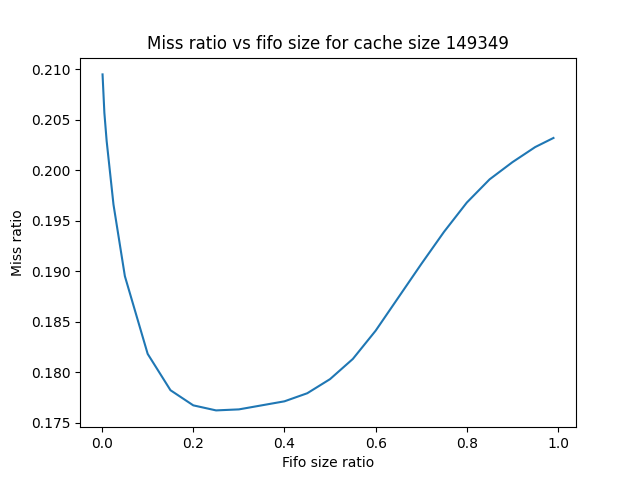 Miss ratio vs fifo size for cache size 149349
0.210
0.205
0.200
0.195
0.190
0.185
0.180
0.175
Miss ratio
0.0 0.2 0.4 0.6 0.8 1.0
Fifo size ratio